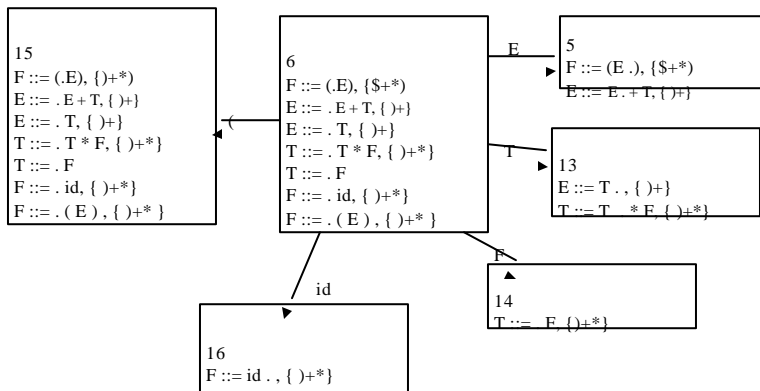 15
F ::= (.E), {)+*)
E ::= . E + T, { )+}
E ::= . T, { )+}
T ::= . T * F, { )+*}
T ::= . F
F ::= . id, { )+*}
F ::= . ( E ) , { )+* }
(
6
F ::= (.E), {$+*)
E ::= . E + T, { )+}
E ::= . T, { )+}
T ::= . T * F, { )+*}
T ::= . F
F ::= . id, { )+*}
F ::= . ( E ) , { )+* }
E
5
F ::= (E .), {$+*)
E ::= E . + T, { )+}
T
13
E ::= T . , { )+}
T ::= T . * F, { )+*}
F
14
T ::= . F, {)+*}
id
16
F ::= id . , { )+*}